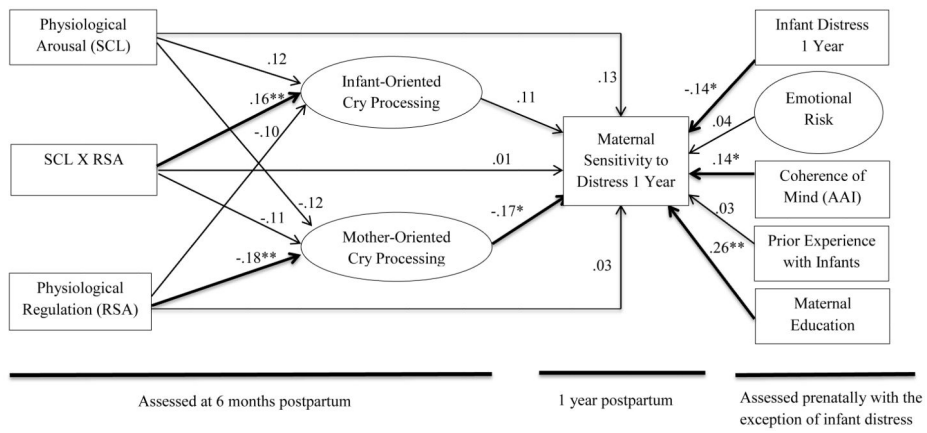 Physiological
Arousal (SCL)
SCL X RSA
Physiological
Regulation (RSA)
.12
.16**
-.10
-.12
-.11
-.18**
Infant-Oriented
Cry Processing
Mother-Oriented
Cry Processing
.13
.11
.01
-.17*
.03
Maternal
Sensitivity to
Distress 1 Year
-.14*
.04
.14*
.03
.26**
Infant Distress
1 Year
Emotional
Risk
Coherence of
Mind (AAI)
Prior Experience
with Infants
Maternal
Education
Assessed at 6 months postpartum
1 year postpartum
Assessed prenatally with the
exception of infant distress